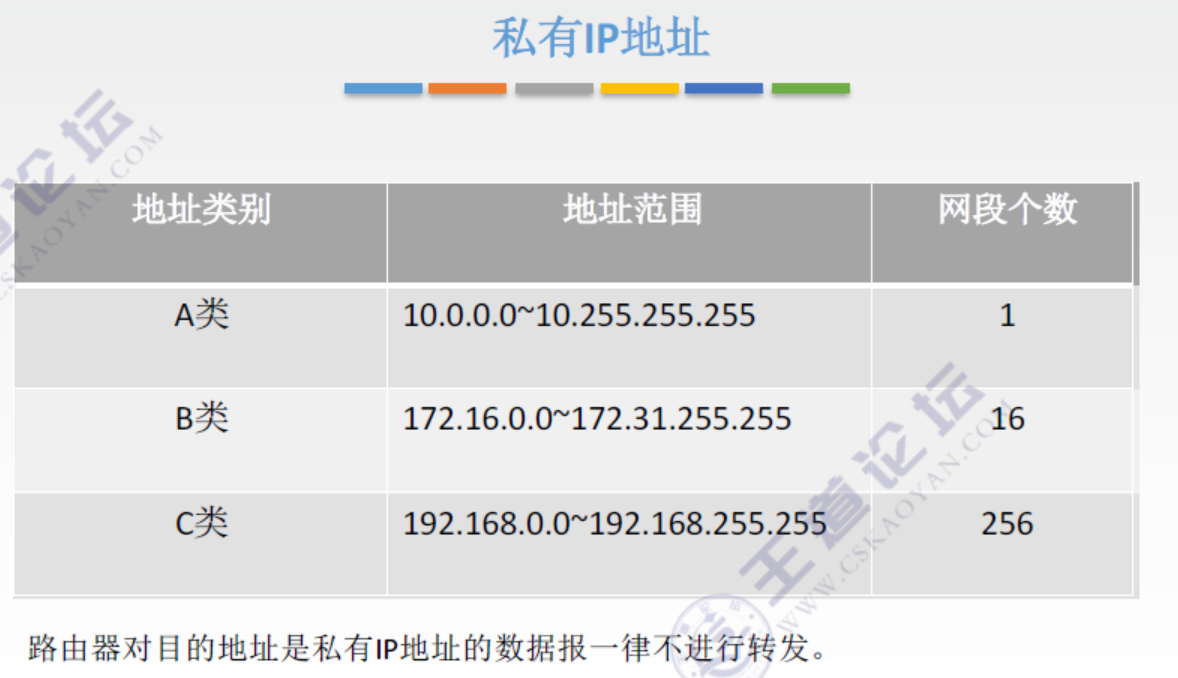 私有IP地址
地址类别 地址范围 网段个数
A类 10.0.0.0~10.255.255.255 1
B类 172.16.0.0~172.31.255.255 16
C类 192.168.0.0~192.168.255.255 256
路由器对目的地址是私有IP地址的数据报一律不进行转发。
道论坛
CSKAOYAN.COM
王道论坛
WWW.CSKAOYAN.COM